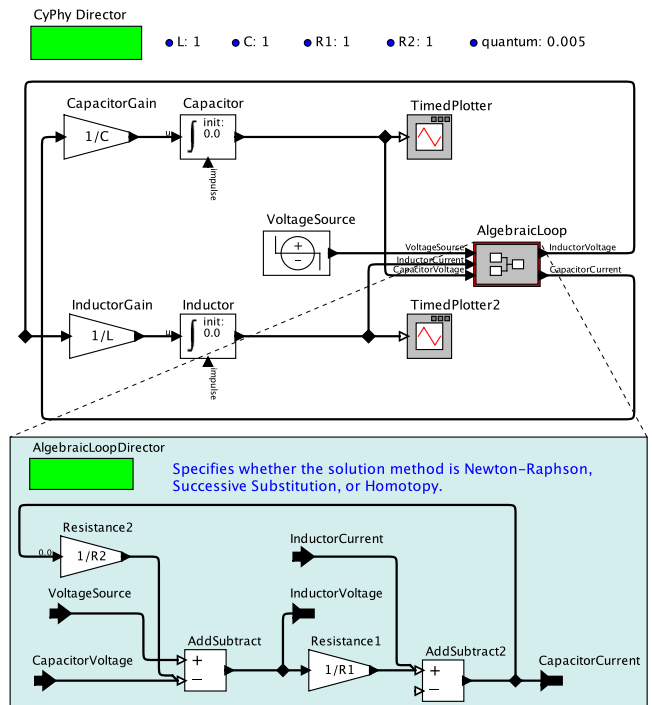 CyPhy Director
L: 1
C: 1
R1: 1
R2: 1
quantum: 0.005
CapacitorGain
Capacitor
TimedPlotter
1/C
u
init:
0.0
impulse
VoltageSource
+
−
AlgebraicLoop
VoltageSource
InductorCurrent
CapacitorVoltage
InductorVoltage
CapacitorCurrent
InductorGain
Inductor
TimedPlotter2
1/L
u
init:
0.0
impulse
AlgebraicLoopDirector
Specifies whether the solution method is Newton-Raphson,
Successive Substitution, or Homotopy.
Resistance2
0.0
1/R2
InductorCurrent
VoltageSource
InductorVoltage
CapacitorVoltage
AddSubtract
+
−
Resistance1
1/R1
AddSubtract2
+
−
CapacitorCurrent